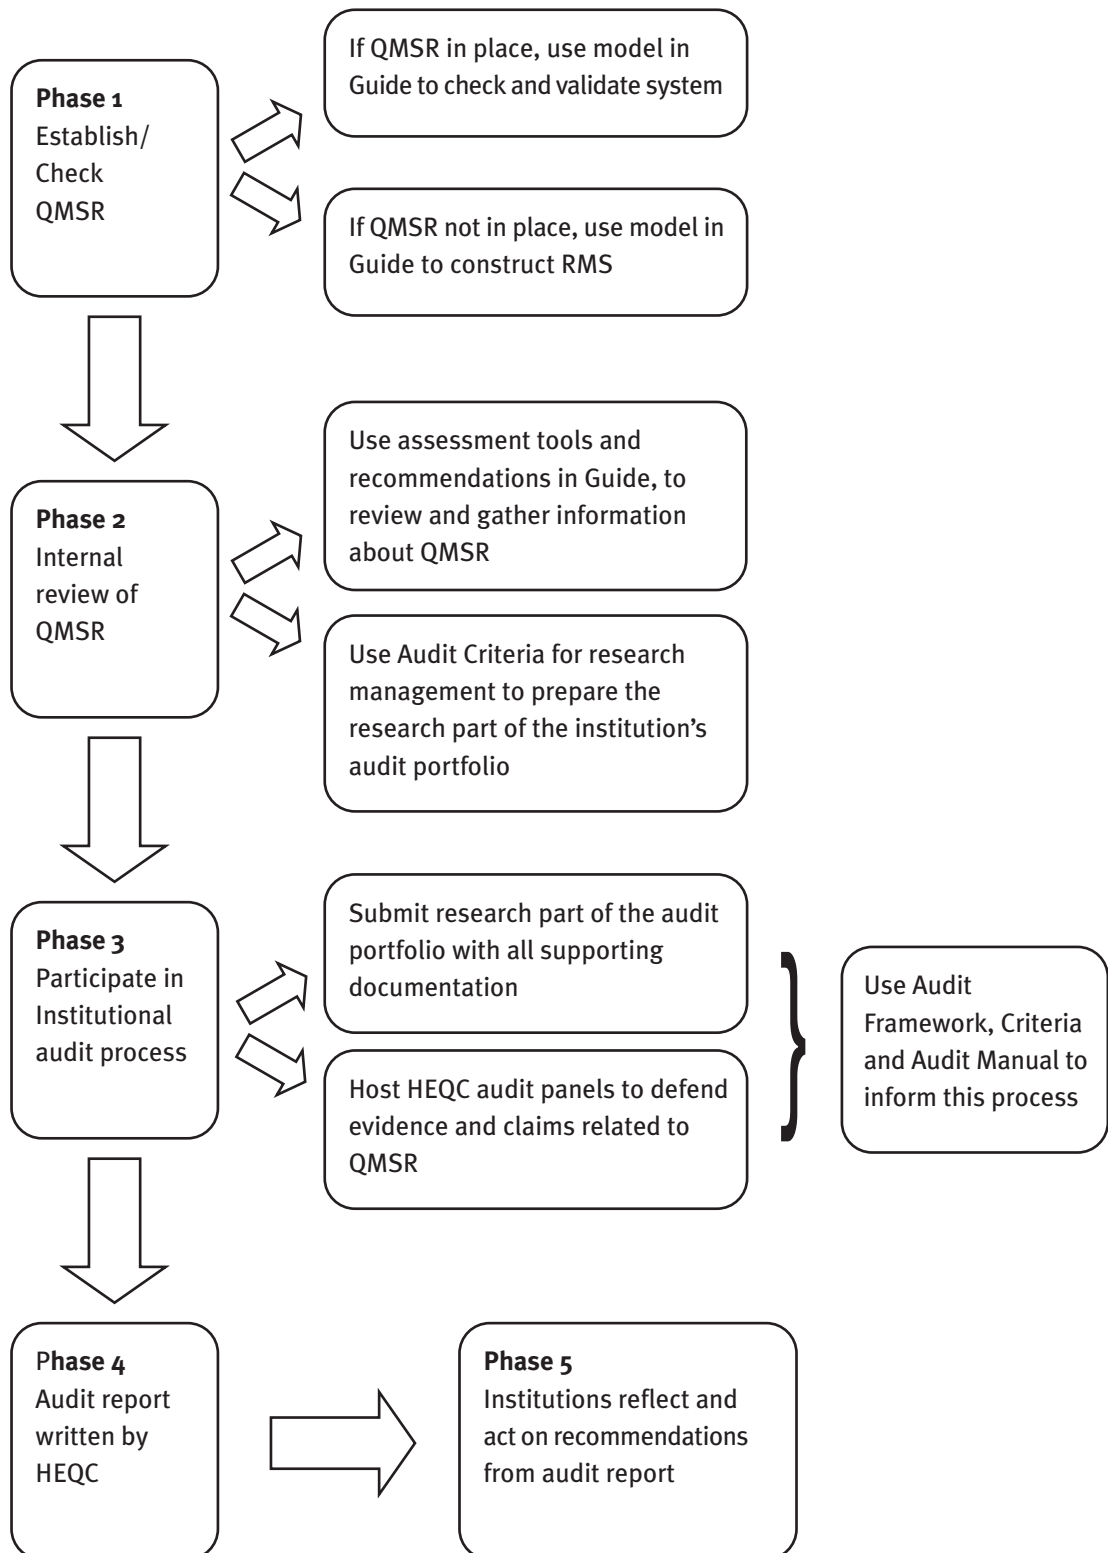 Phase 1
Establish/
Check
QMSR
If QMSR in place, use model in
Guide to check and validate system
If QMSR not in place, use model in
Guide to construct RMS
Phase 2
Internal
review of
QMSR
Use assessment tools and
recommendations in Guide, to
review and gather information
about QMSR
Use Audit Criteria for research
management to prepare the
research part of the institution’s
audit portfolio
Phase 3
Participate in
Institutional
audit process
Submit research part of the audit
portfolio with all supporting
documentation
Host HEQC audit panels to defend
evidence and claims related to
QMSR
Use Audit
Framework, Criteria
and Audit Manual to
inform this process
Phase 4
Audit report
written by
HEQC
Phase 5
Institutions reflect and
act on recommendations
from audit report